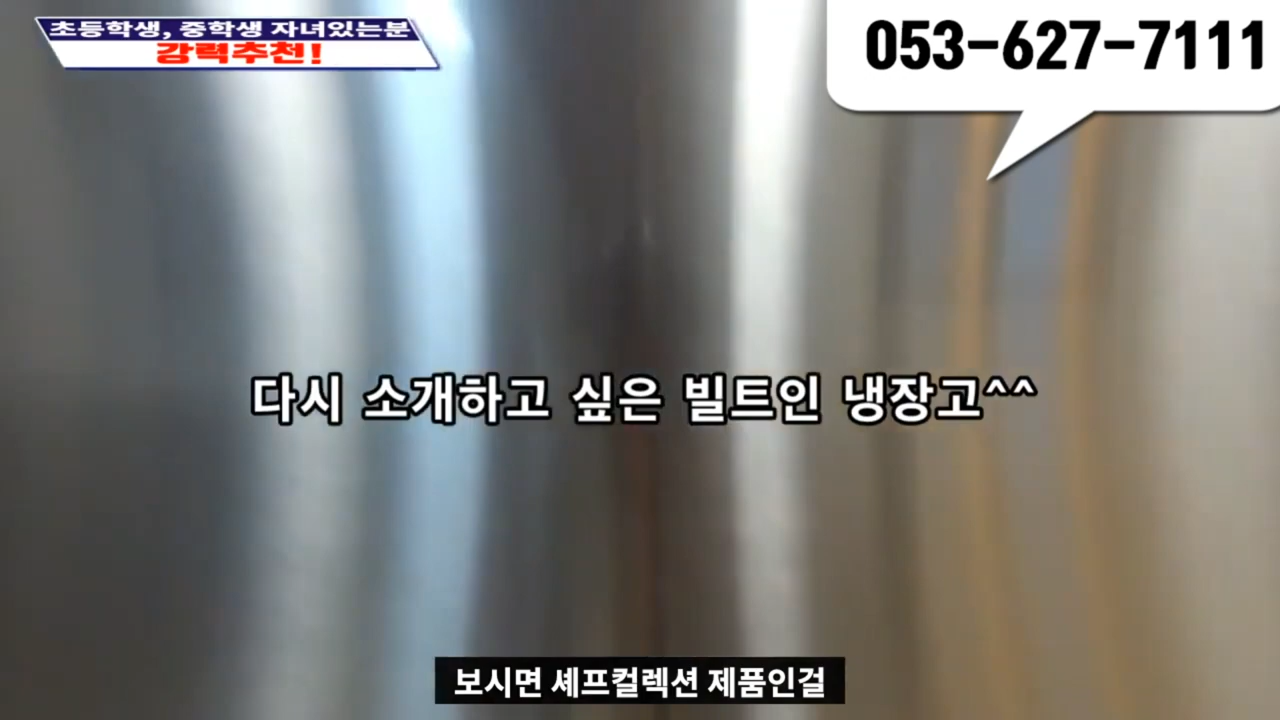 초등학생, 중학생 자녀있는분
강력추천!
053-627-7111
다시 소개하고 싶은 빌트인 냉장고^^
보시면 셰프컬렉션 제품인걸